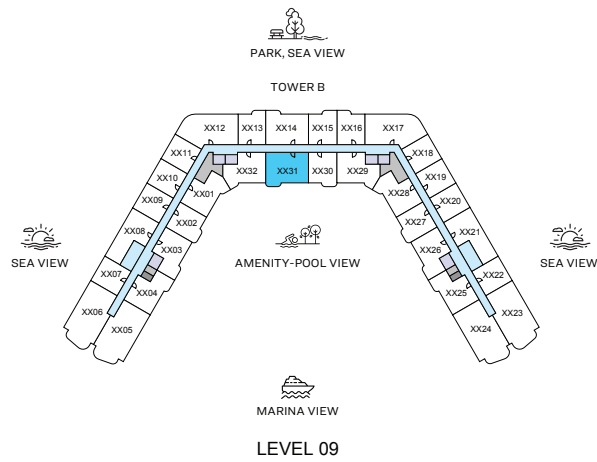 PARK, SEA VIEW
TOWER B
XX12
XX13
XX14
XX15
XX16
XX17
XX11
XX18
XX32
XX31
XX30
XX29
XX10
XX01
XX28
XX19
XX09
XX02
XX27
XX20
XX08
XX03
XX26
XX21
SEA VIEW
AMENITY-POOL VIEW
SEA VIEW
XX07
XX04
XX25
XX22
XX06
XX05
XX24
XX23
MARINA VIEW
LEVEL 09